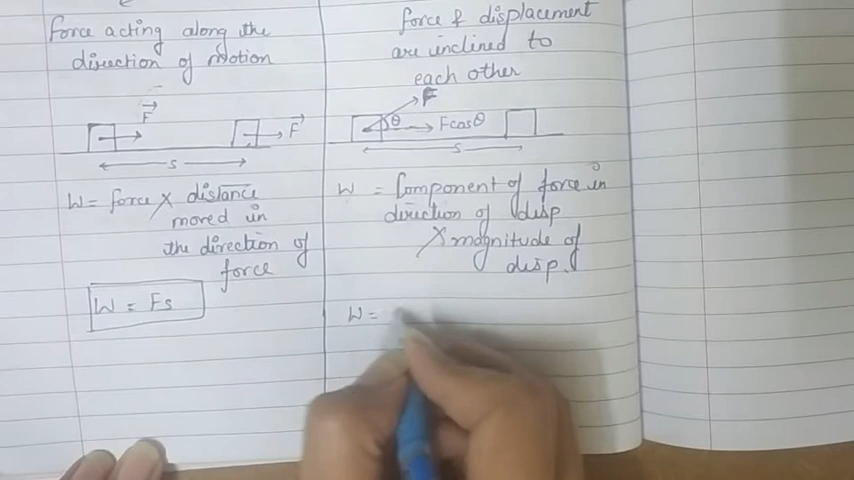 Force acting along the
direction of motion
F
F
S
W = force X distance
moved in
the direction of
force
W = Fs
force & displacement
are inclined to
each other
F
θ
Fcosθ
S
W = Component of force in
direction of disp
X magnitude of
disp.
W =